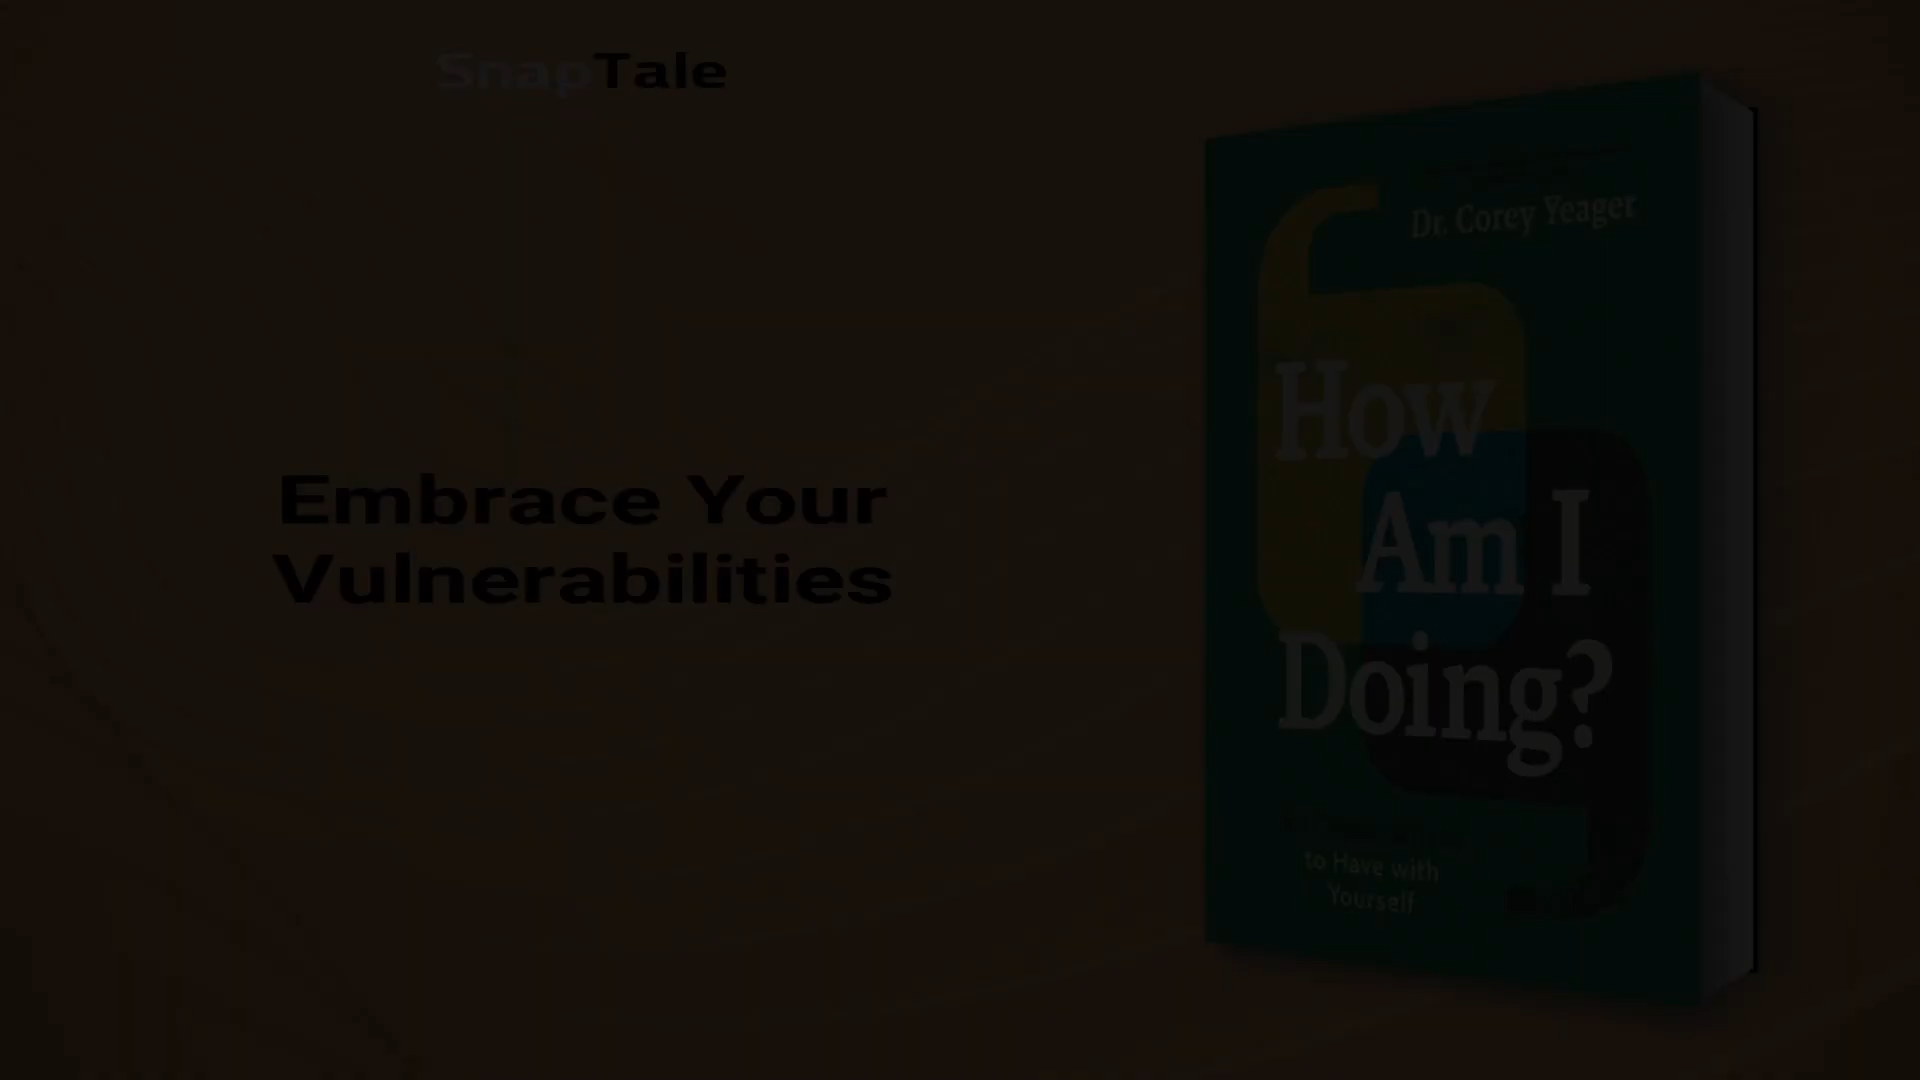 SnapTale
Embrace Your
Vulnerabilities
Dr. Corey Yeager
How
Am I
Doing?
to Have with
Yourself